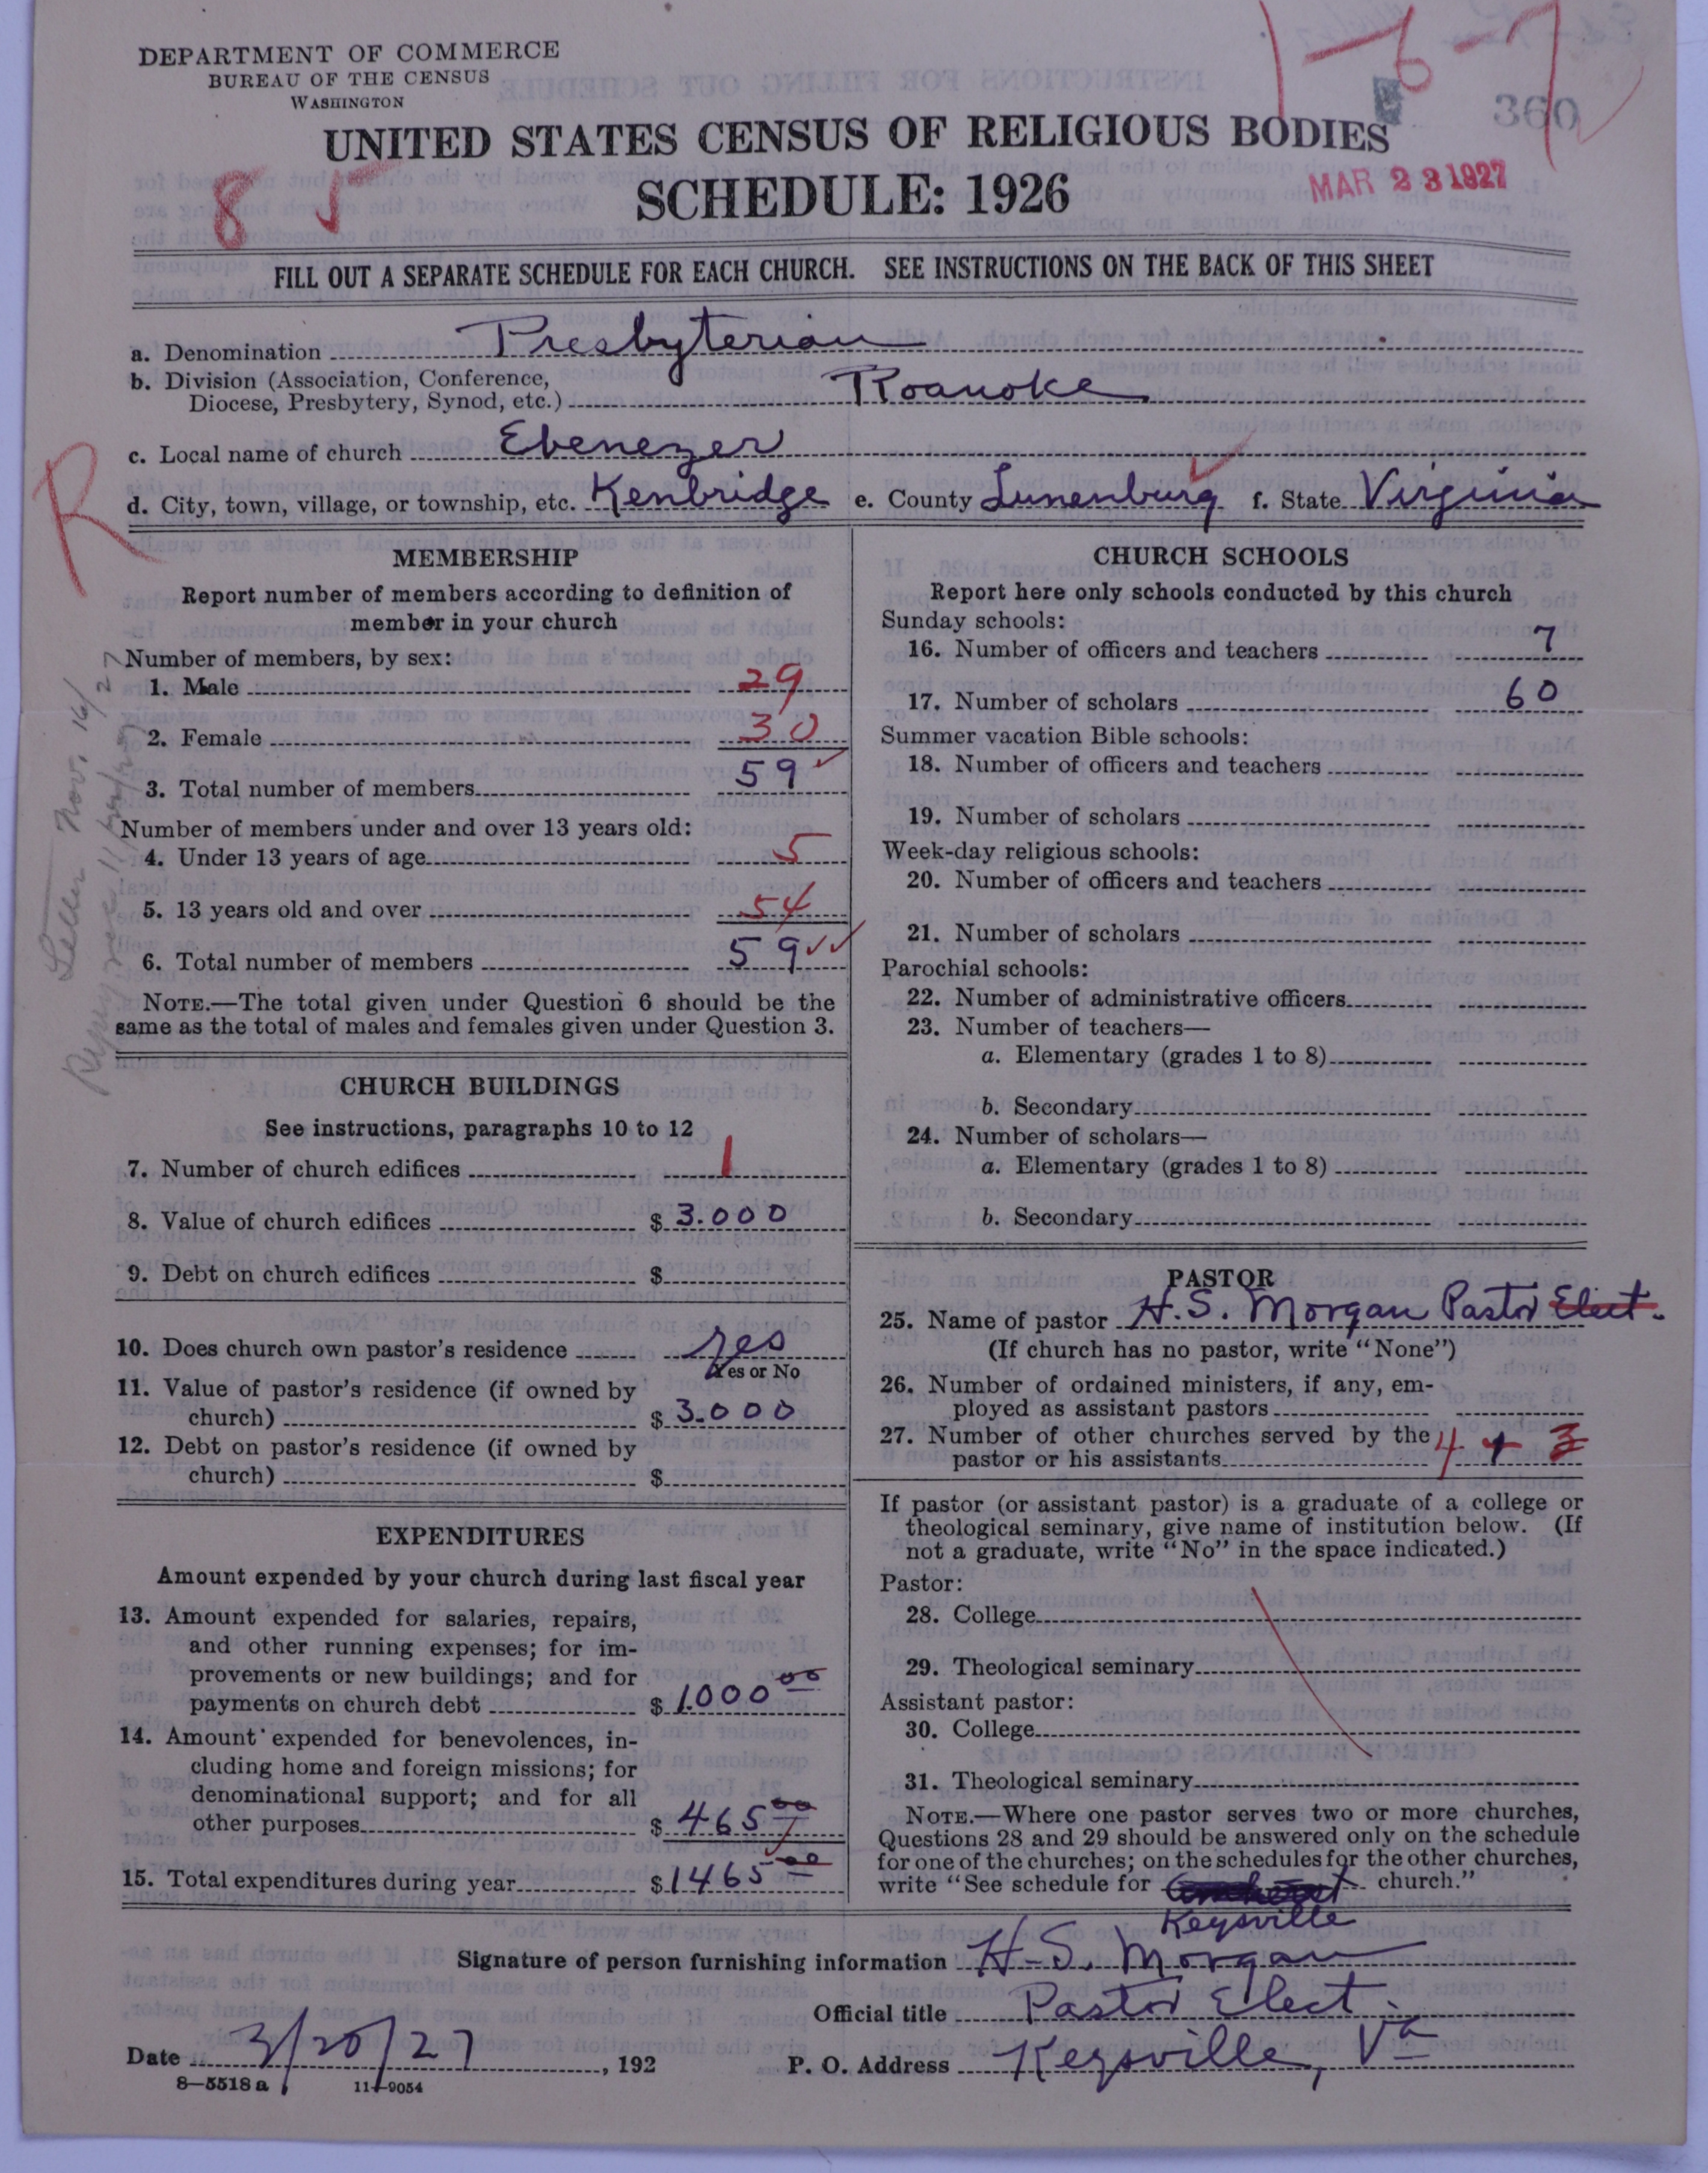 DEPARTMENT OF COMMERCE
BUREAU OF THE CENSUS
WASHINGTON
1-6-7
360
UNITED STATES CENSUS OF RELIGIOUS BODIES
SCHEDULE: 1926
MAR 23 1927
8 5
FILL OUT A SEPARATE SCHEDULE FOR EACH CHURCH. SEE INSTRUCTIONS ON THE BACK OF THIS SHEET
a. Denomination Presbyterian
b. Division (Association, Conference,
Diocese, Presbytery, Synod, etc.) Roanoke
c. Local name of church Ebenezer
d. City, town, village, or township, etc. Kenbridge e. County Lunenburg f. State Virginia
R
Letter Nov. 16/27
MEMBERSHIP
Report number of members according to definition of
member in your church
Number of members, by sex:
1. Male 29
2. Female 30
3. Total number of members 59
Number of members under and over 13 years old:
4. Under 13 years of age 5
5. 13 years old and over 54
6. Total number of members 59
NOTE.—The total given under Question 6 should be the
same as the total of males and females given under Question 3.
CHURCH BUILDINGS
See instructions, paragraphs 10 to 12
7. Number of church edifices 1
8. Value of church edifices $ 3.000
9. Debt on church edifices $
10. Does church own pastor's residence yes
Yes or No
11. Value of pastor's residence (if owned by
church) $ 3.000
12. Debt on pastor's residence (if owned by
church) $
EXPENDITURES
Amount expended by your church during last fiscal year
13. Amount expended for salaries, repairs,
and other running expenses; for im-
provements or new buildings; and for
payments on church debt $ 1.000 00
14. Amount expended for benevolences, in-
cluding home and foreign missions; for
denominational support; and for all
other purposes $ 465 00
15. Total expenditures during year $ 1465 00
CHURCH SCHOOLS
Report here only schools conducted by this church
Sunday schools:
16. Number of officers and teachers 7
17. Number of scholars 60
Summer vacation Bible schools:
18. Number of officers and teachers
19. Number of scholars
Week-day religious schools:
20. Number of officers and teachers
21. Number of scholars
Parochial schools:
22. Number of administrative officers
23. Number of teachers—
a. Elementary (grades 1 to 8)
b. Secondary
24. Number of scholars—
a. Elementary (grades 1 to 8)
b. Secondary
PASTOR
25. Name of pastor H.S. Morgan Pastor Elect.
(If church has no pastor, write "None")
26. Number of ordained ministers, if any, em-
ployed as assistant pastors
27. Number of other churches served by the
pastor or his assistants 4 + 3
If pastor (or assistant pastor) is a graduate of a college or
theological seminary, give name of institution below. (If
not a graduate, write "No" in the space indicated.)
Pastor:
28. College
29. Theological seminary
Assistant pastor:
30. College
31. Theological seminary
NOTE.—Where one pastor serves two or more churches,
Questions 28 and 29 should be answered only on the schedule
for one of the churches; on the schedules for the other churches,
write "See schedule for church."
Keysville
Signature of person furnishing information H-S. Morgan
Official title Pastor Elect.
Date 3/20/27, 192 P. O. Address Keysville, Va
8—5518 a 11—9054